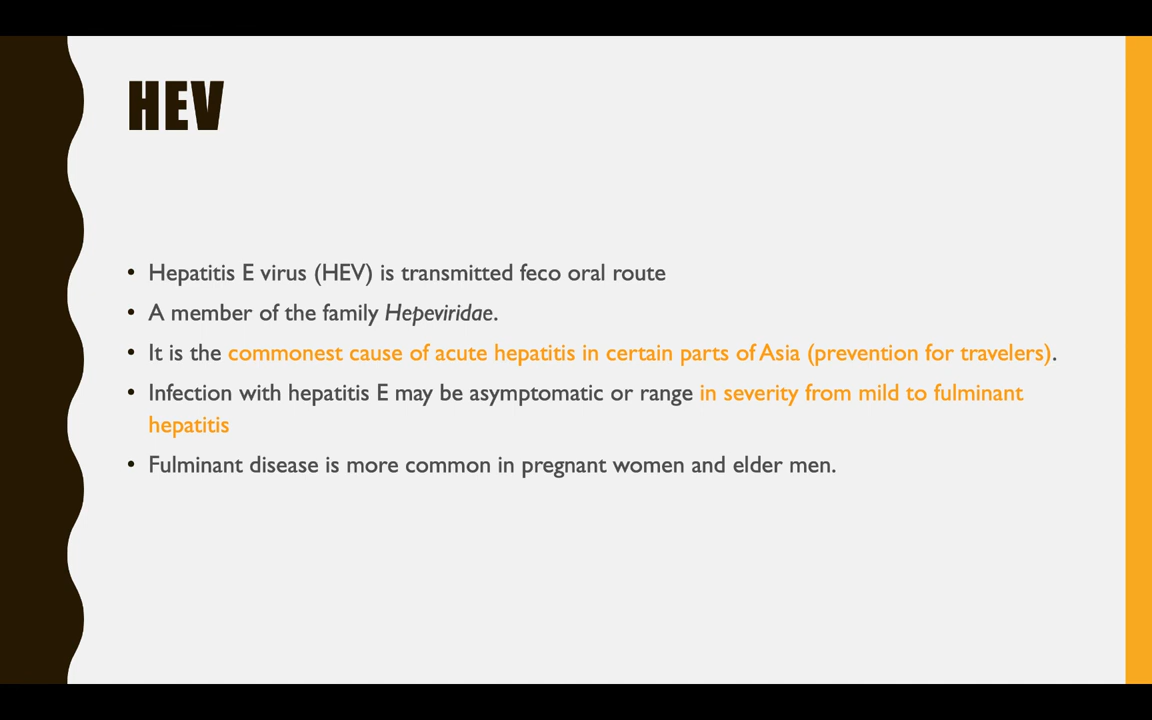 HEV
• Hepatitis E virus (HEV) is transmitted feco oral route
• A member of the family Hepeviridae.
• It is the commonest cause of acute hepatitis in certain parts of Asia (prevention for travelers).
• Infection with hepatitis E may be asymptomatic or range in severity from mild to fulminant
hepatitis
• Fulminant disease is more common in pregnant women and elder men.